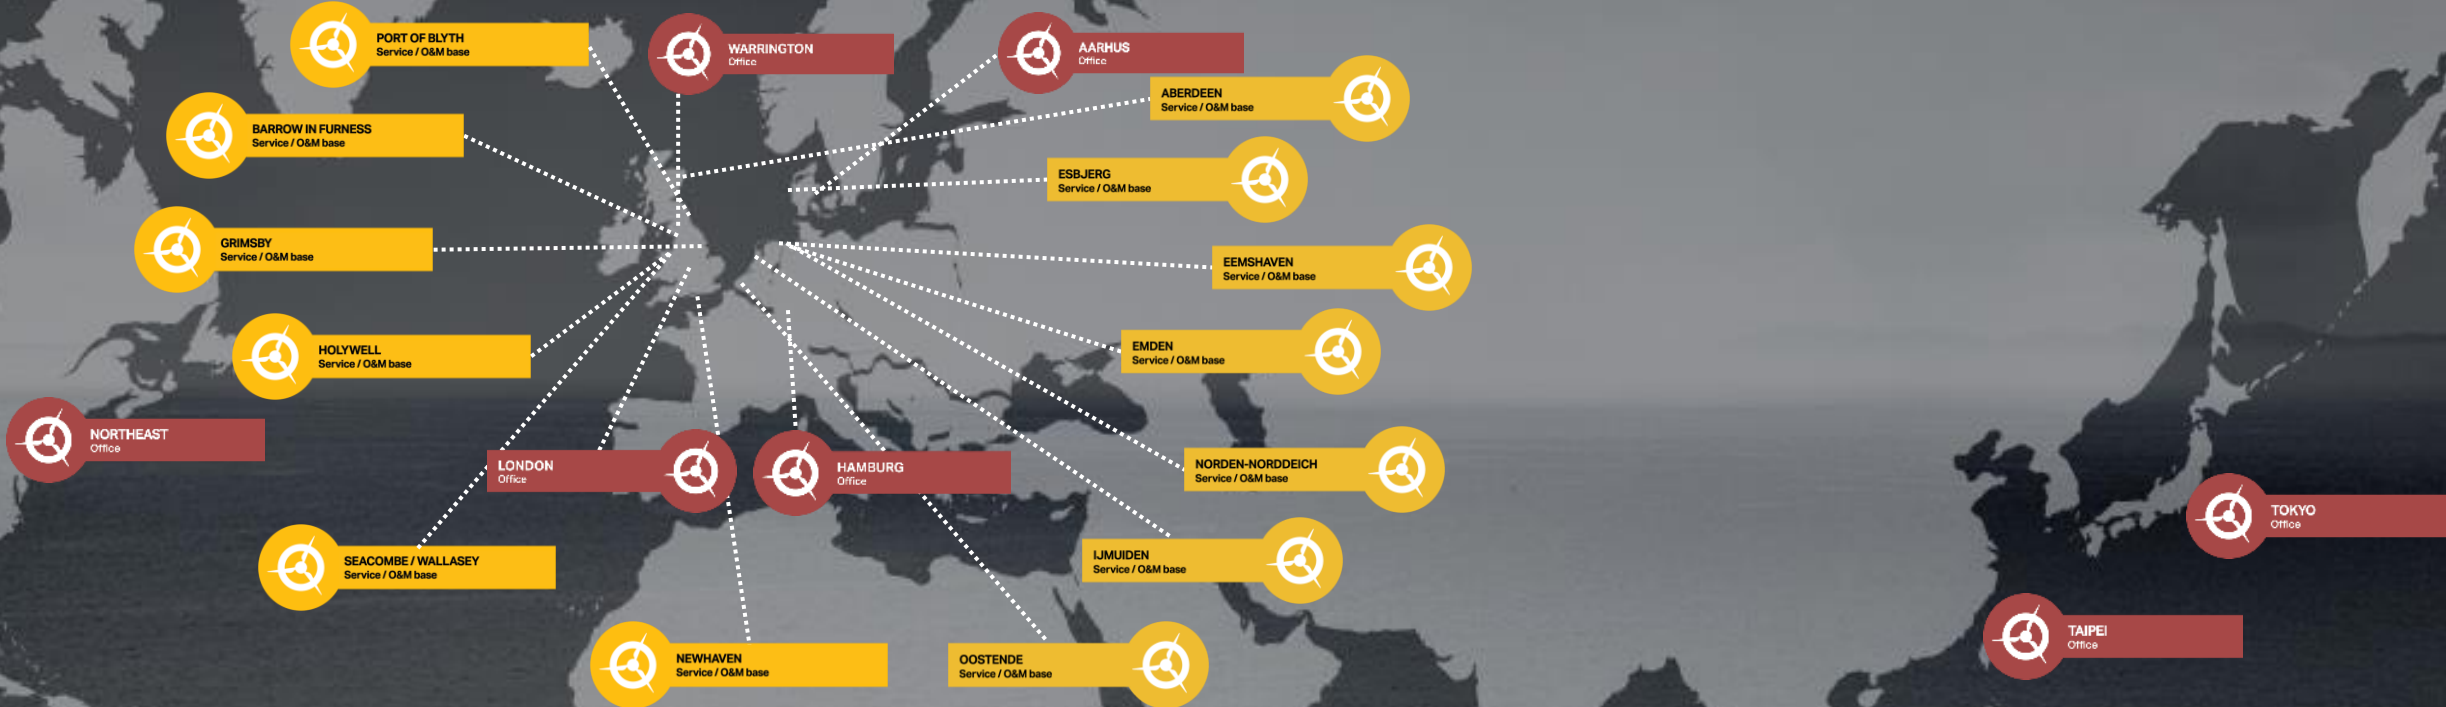 PORT OF BLYTH
Service / O&M base
WARRINGTON
Office
AARHUS
Office
ABERDEEN
Service / O&M base
BARROW IN FURNESS
Service / O&M base
ESBJERG
Service / O&M base
GRIMSBY
Service / O&M base
EEMSHAVEN
Service / O&M base
HOLYWELL
Service / O&M base
EMDEN
Service / O&M base
NORTHEAST
Office
LONDON
Office
HAMBURG
Office
NORDEN-NORDDEICH
Service / O&M base
TOKYO
Office
SEACOMBE / WALLASEY
Service / O&M base
IJMUIDEN
Service / O&M base
TAIPEI
Office
NEWHAVEN
Service / O&M base
OOSTENDE
Service / O&M base